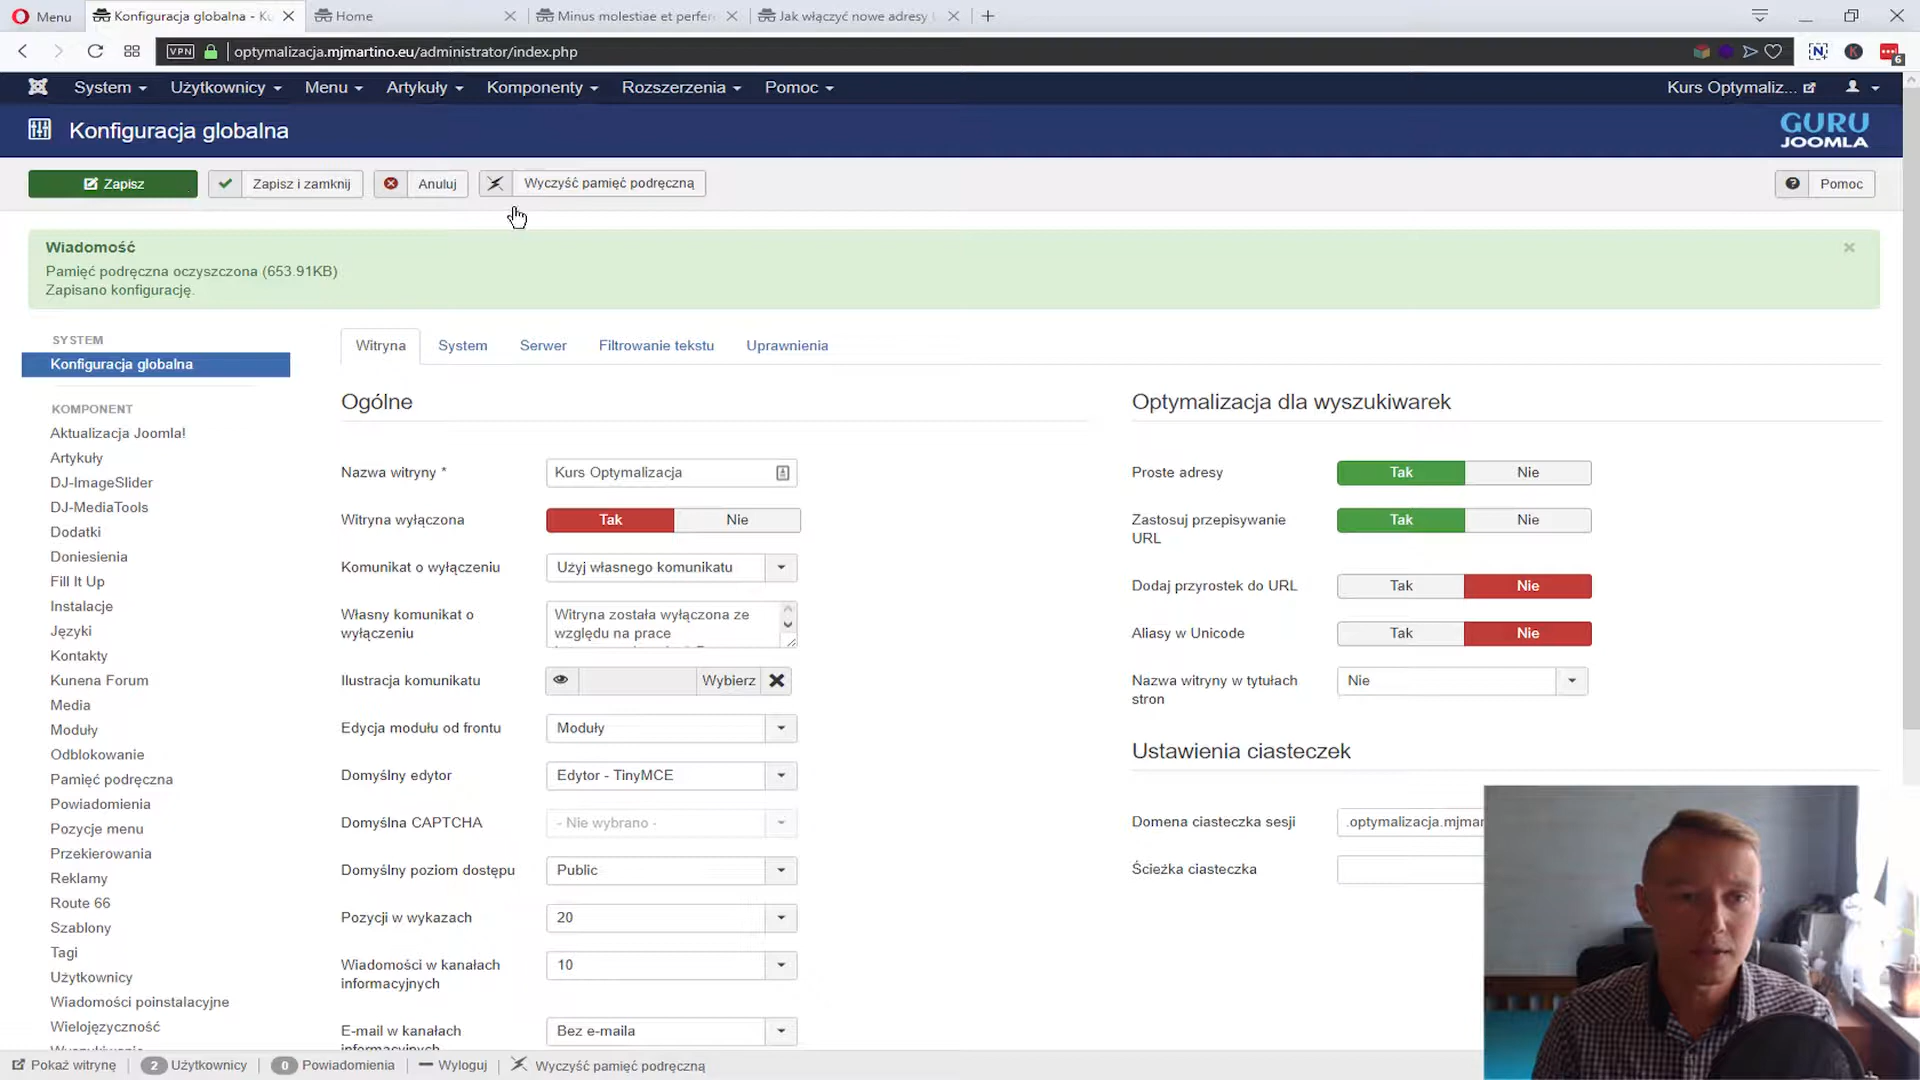 Menu
Konfiguracja globalna - Ku
Home
Minus molestiae et perfer
Jak włączyć nowe adresy
VPN
optymalizacja.mjmartino.eu/administrator/index.php
N
K
6
System
Użytkownicy
Menu
Artykuły
Komponenty
Rozszerzenia
Pomoc
Kurs Optymaliz...
Konfiguracja globalna
GURU
JOOMLA
Zapisz
Zapisz i zamknij
Anuluj
Wyczyść pamięć podręczną
Pomoc
Wiadomość
Pamięć podręczna oczyszczona (653.91KB)
Zapisano konfigurację.
SYSTEM
Konfiguracja globalna
KOMPONENT
Aktualizacja Joomla!
Artykuły
DJ-ImageSlider
DJ-MediaTools
Dodatki
Doniesienia
Fill It Up
Instalacje
Języki
Kontakty
Kunena Forum
Media
Moduły
Odblokowanie
Pamięć podręczna
Powiadomienia
Pozycje menu
Przekierowania
Reklamy
Route 66
Szablony
Tagi
Użytkownicy
Wiadomości poinstalacyjne
Wielojęzyczność
Witryna
System
Serwer
Filtrowanie tekstu
Uprawnienia
Ogólne
Nazwa witryny *
Kurs Optymalizacja
Witryna wyłączona
Tak
Nie
Komunikat o wyłączeniu
Użyj własnego komunikatu
Własny komunikat o
wyłączeniu
Witryna została wyłączona ze
względu na prace
Ilustracja komunikatu
Wybierz
Edycja modułu od frontu
Moduły
Domyślny edytor
Edytor - TinyMCE
Domyślna CAPTCHA
- Nie wybrano -
Domyślny poziom dostępu
Public
Pozycji w wykazach
20
Wiadomości w kanałach
informacyjnych
10
E-mail w kanałach
informacyjnych
Bez e-maila
Optymalizacja dla wyszukiwarek
Proste adresy
Tak
Nie
Zastosuj przepisywanie
URL
Tak
Nie
Dodaj przyrostek do URL
Tak
Nie
Aliasy w Unicode
Tak
Nie
Nazwa witryny w tytułach
stron
Nie
Ustawienia ciasteczek
Domena ciasteczka sesji
.optymalizacja.mjmar
Ścieżka ciasteczka
Pokaż witrynę
2 Użytkownicy
0 Powiadomienia
Wyloguj
Wyczyść pamięć podręczną